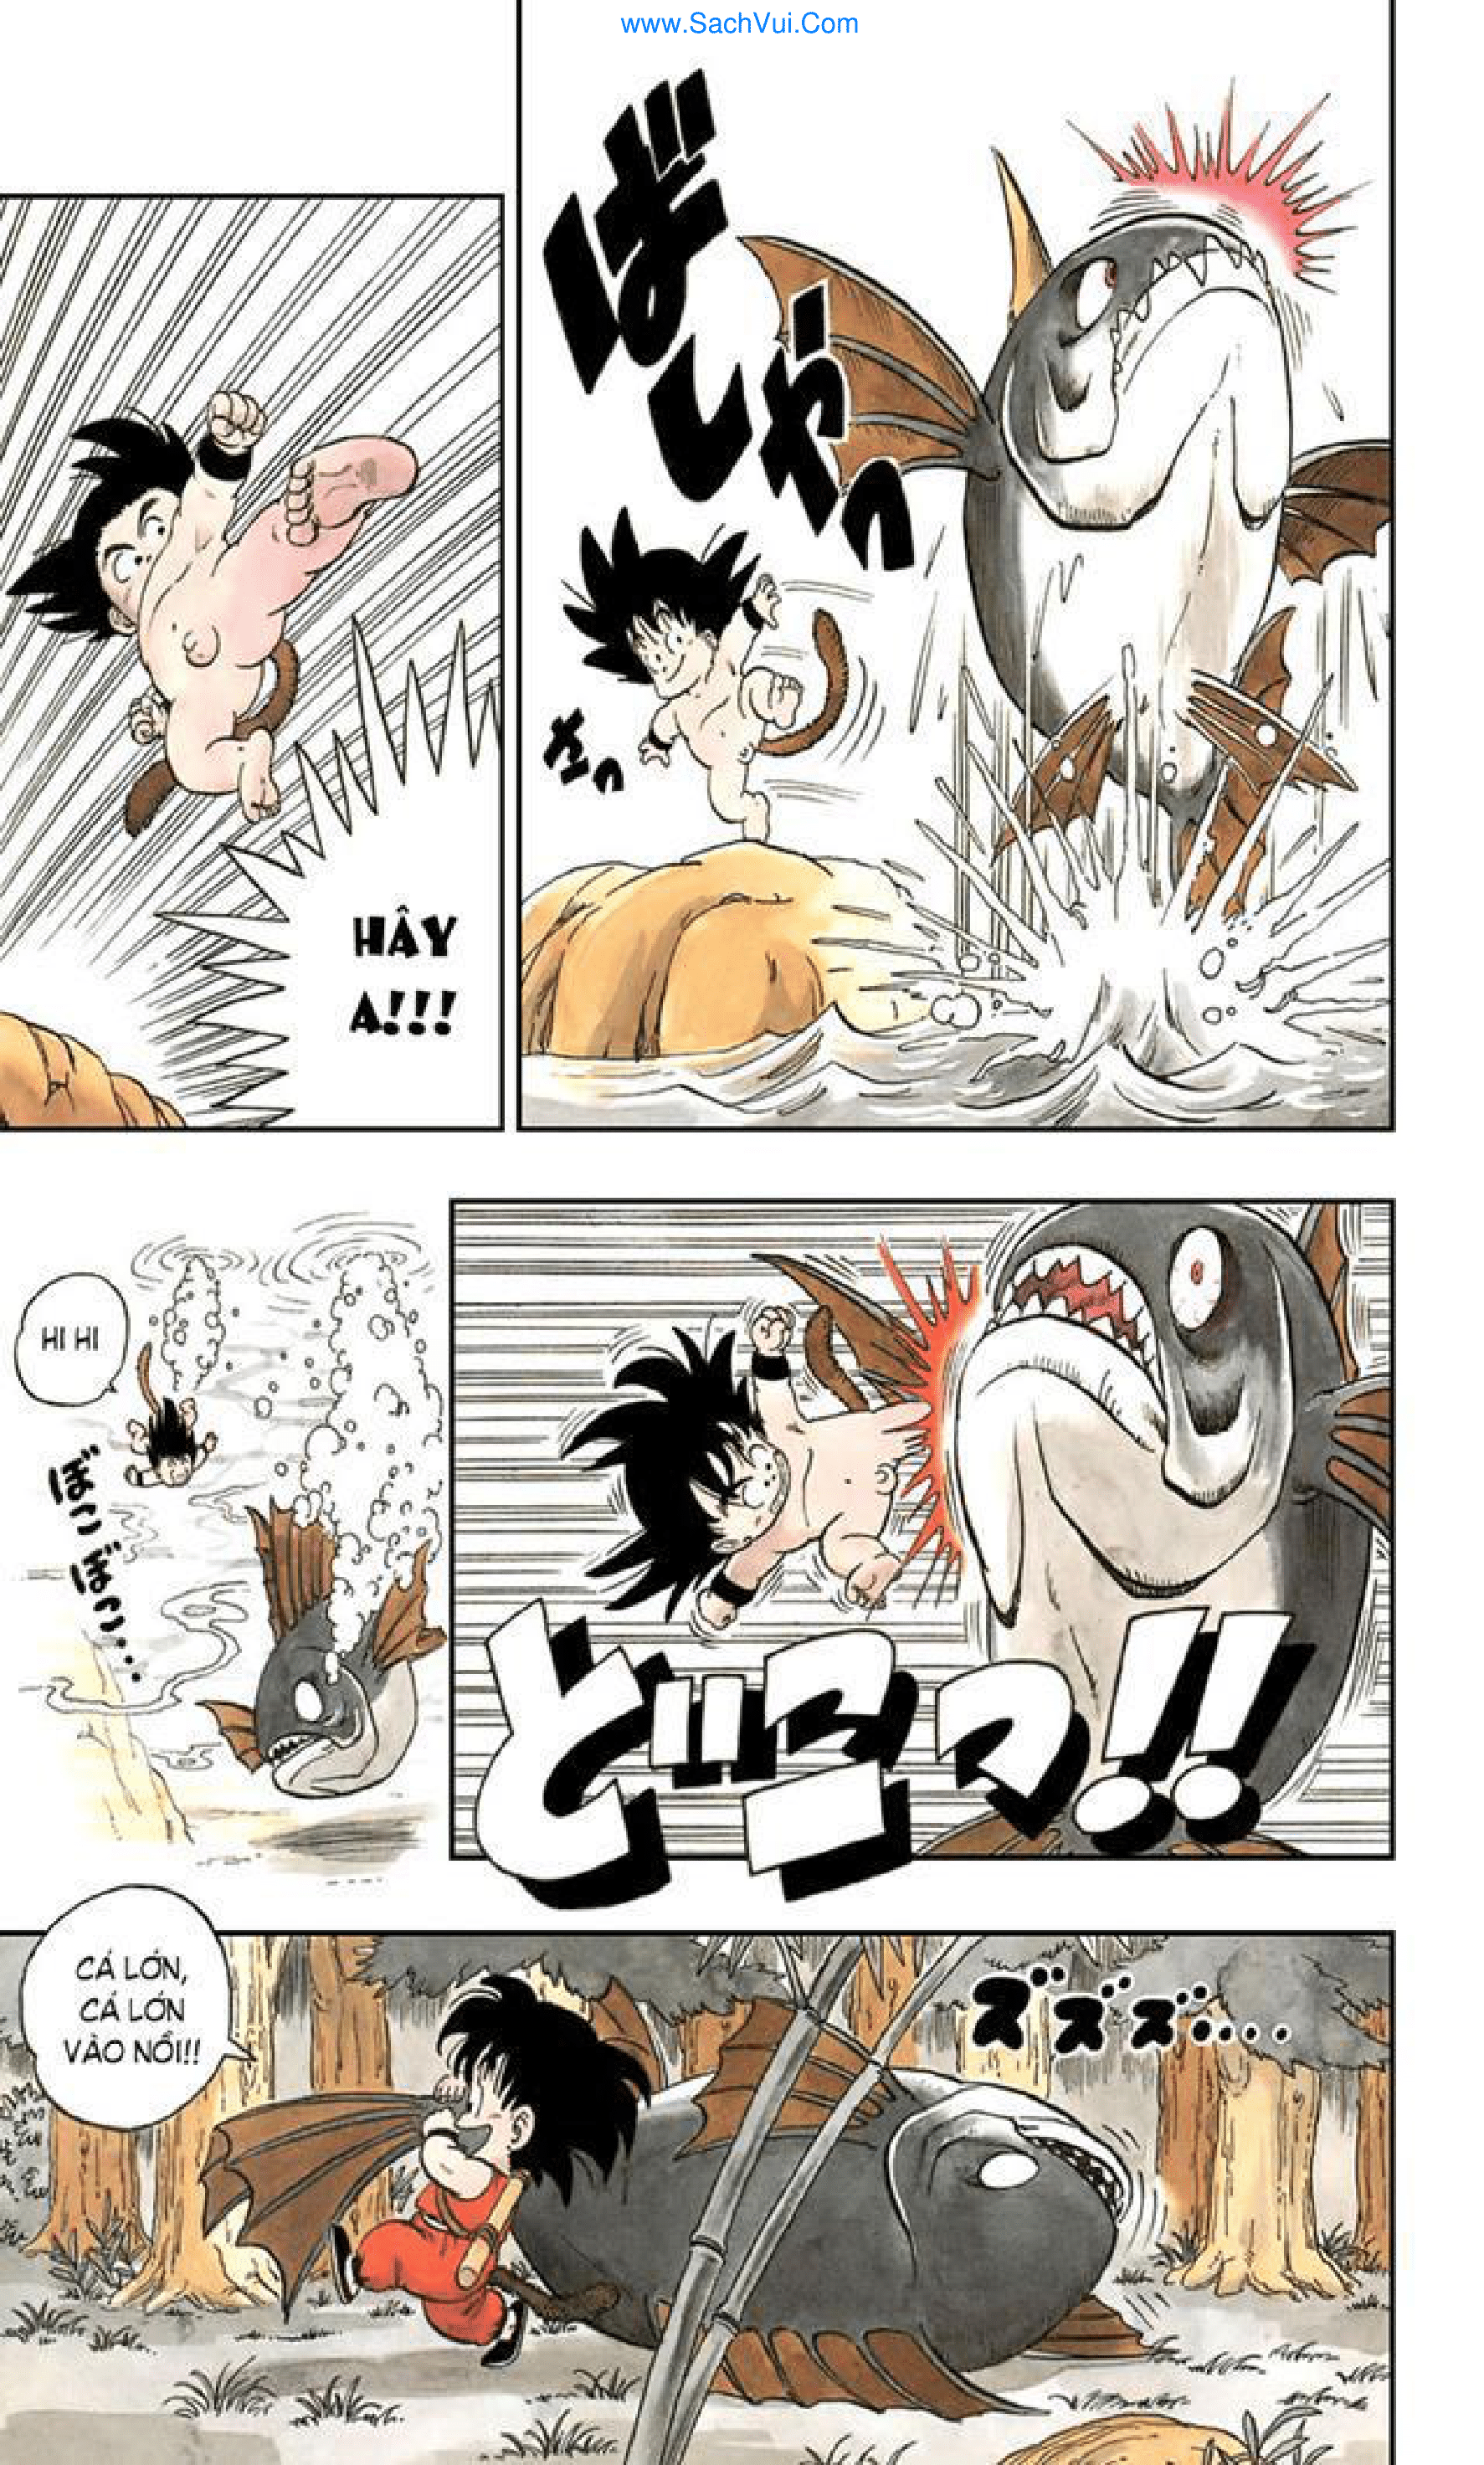 www.SachVui.Com
ばしゃっ
さっ
HÂY
A!!!
どこっ!!
HI HI
ぼこぼこ...
CÁ LỚN,
CÁ LỚN
VÀO NỒI!!
ズズズ....